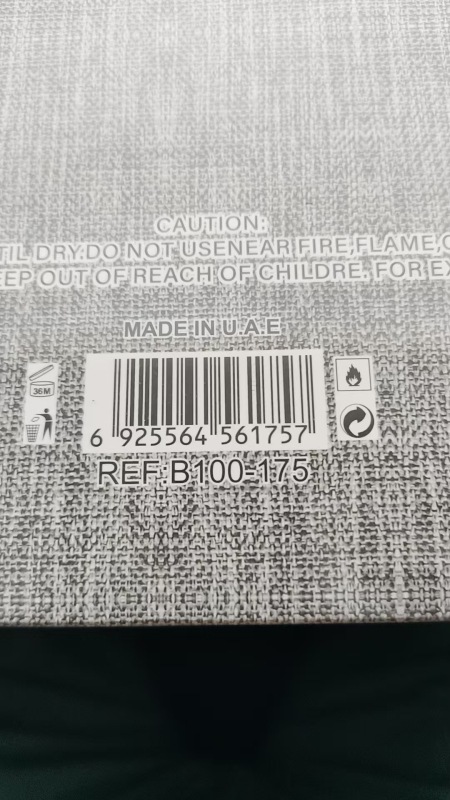 CAUTION:
TIL DRY.DO NOT USENEAR FIRE,FLAME,
EEP OUT OF REACH OF CHILDRE. FOR EX
MADE IN U.A.E
36M
6 925564 561757
REF:B100-175